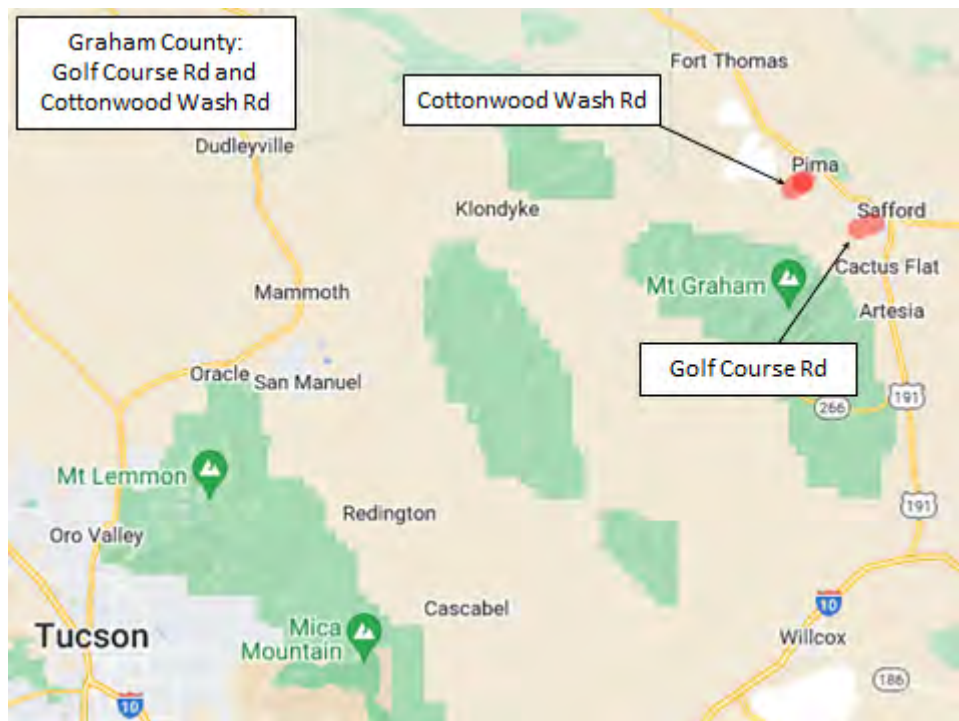 Graham County:
Golf Course Rd and
Cottonwood Wash Rd
Fort Thomas
Cottonwood Wash Rd
Dudleyville
Pima
Klondyke
Safford
Cactus Flat
Mt Graham
Mammoth
Artesia
Golf Course Rd
Oracle
San Manuel
191
266
Mt Lemmon
191
Redington
Oro Valley
10
Cascabel
Mica
Mountain
Tucson
Willcox
186
10